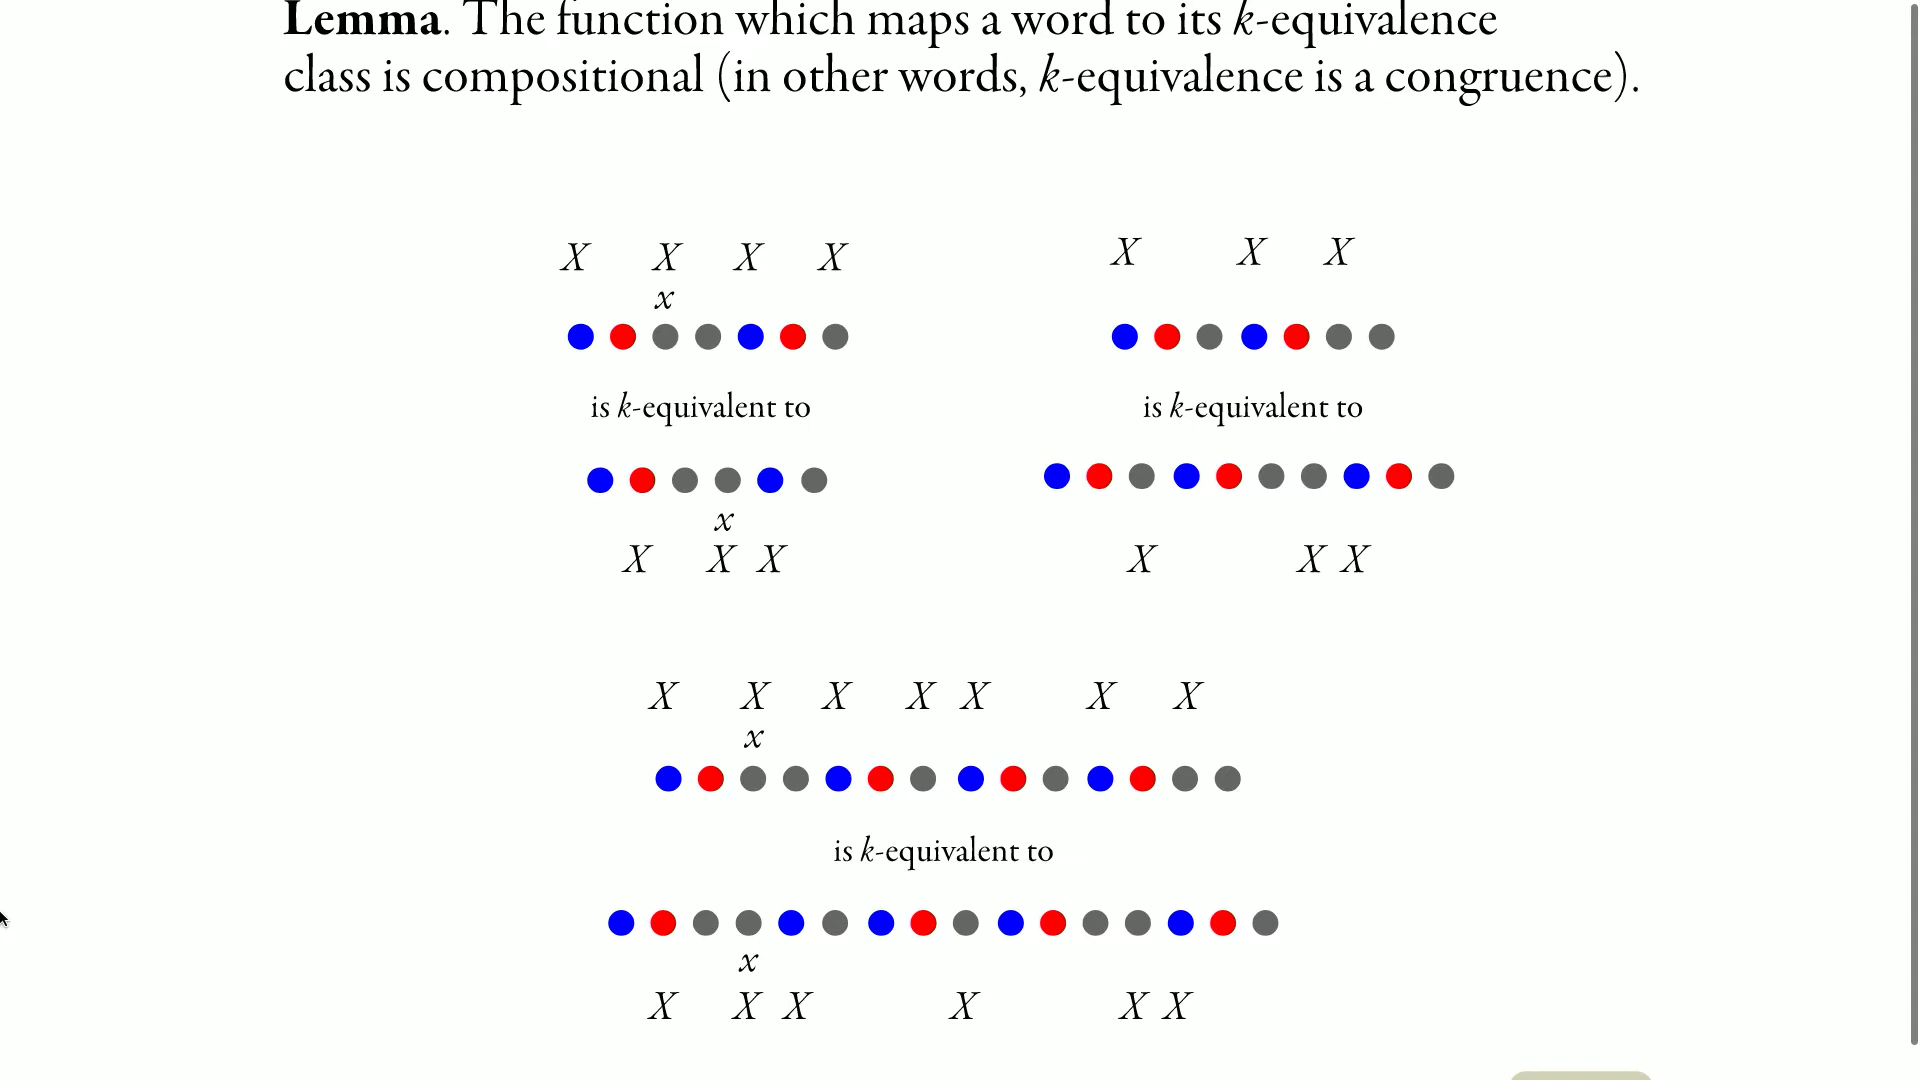 Lemma. The function which maps a word to its k-equivalence
class is compositional (in other words, k-equivalence is a congruence).
X X X X
x
X X X
is k-equivalent to
is k-equivalent to
x
X X X
X X X
X X X X X X X
x
is k-equivalent to
x
X X X X X X